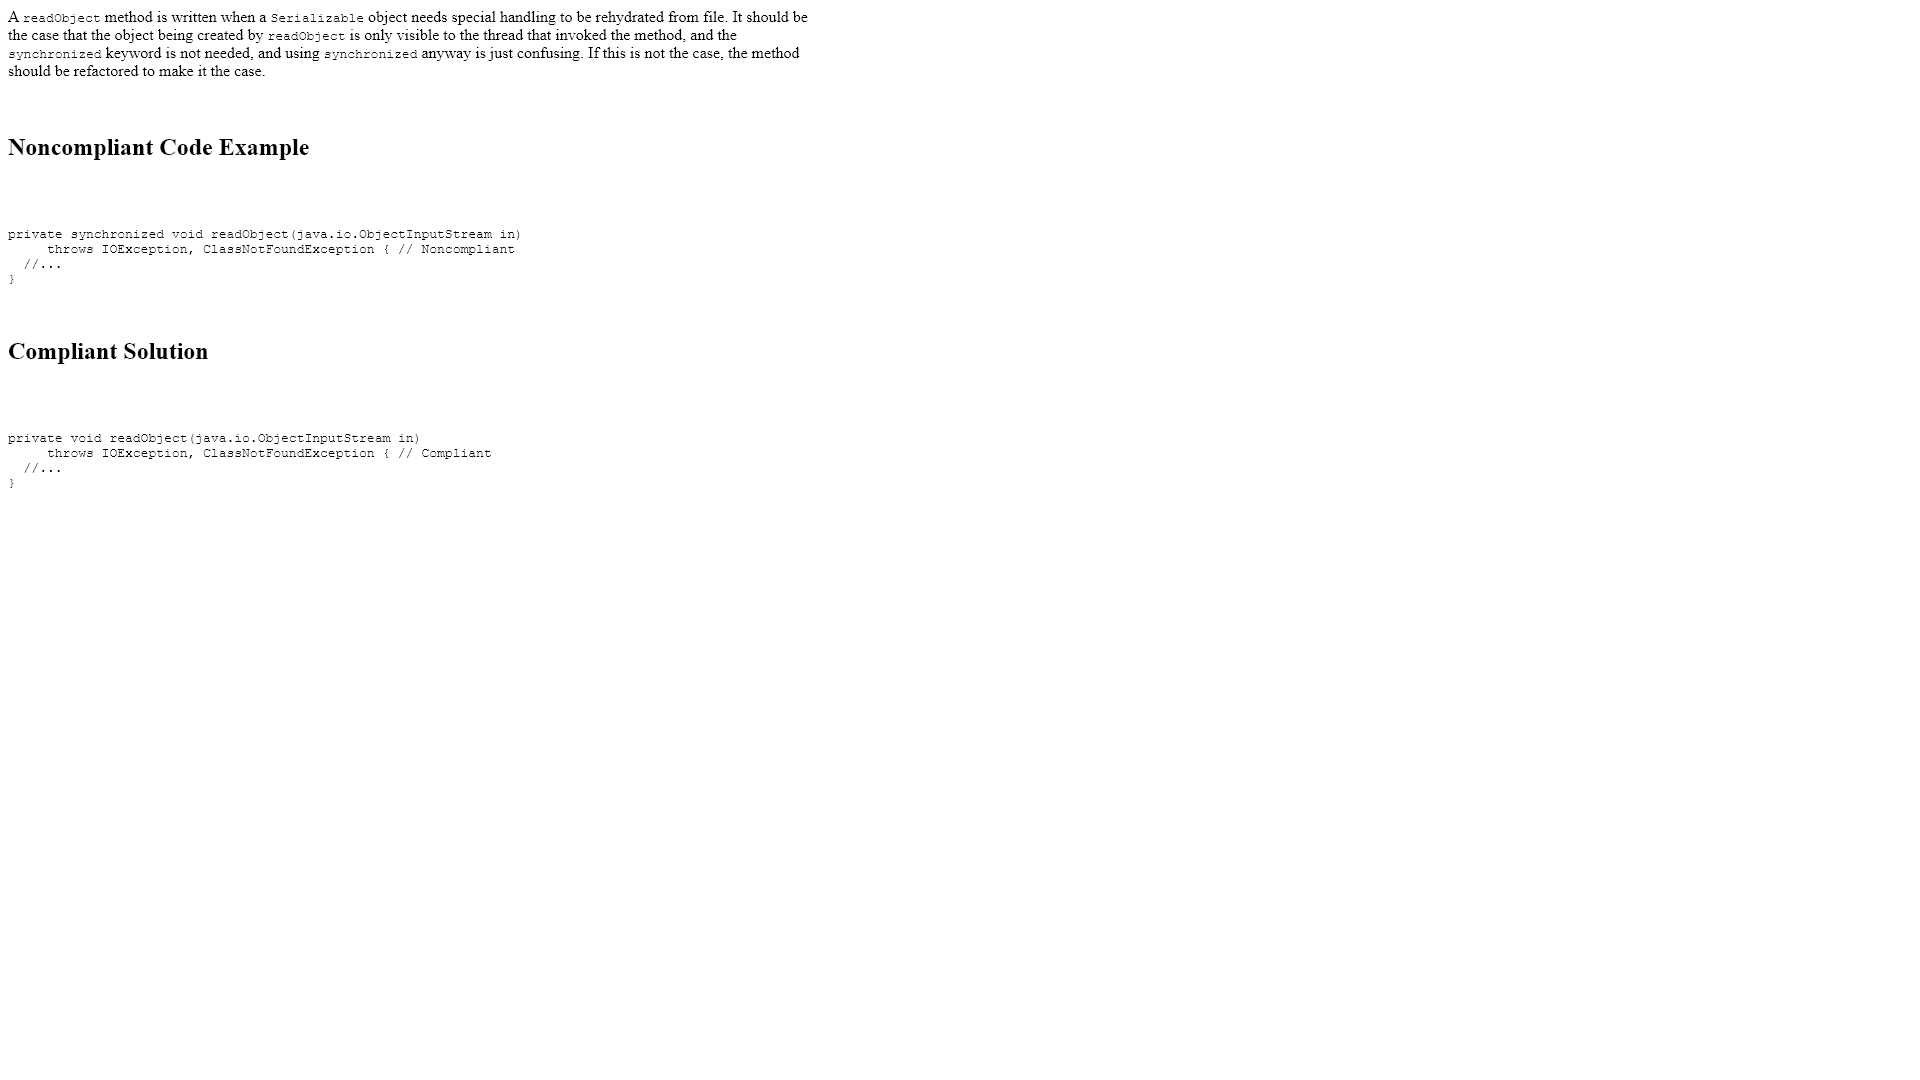 A readObject method is written when a Serializable object needs special handling to be rehydrated from file. It should be
the case that the object being created by readObject is only visible to the thread that invoked the method, and the
synchronized keyword is not needed, and using synchronized anyway is just confusing. If this is not the case, the method
should be refactored to make it the case.
Noncompliant Code Example
private synchronized void readObject(java.io.ObjectInputStream in)
     throws IOException, ClassNotFoundException { // Noncompliant
  //...
}
Compliant Solution
private void readObject(java.io.ObjectInputStream in)
     throws IOException, ClassNotFoundException { // Compliant
  //...
}